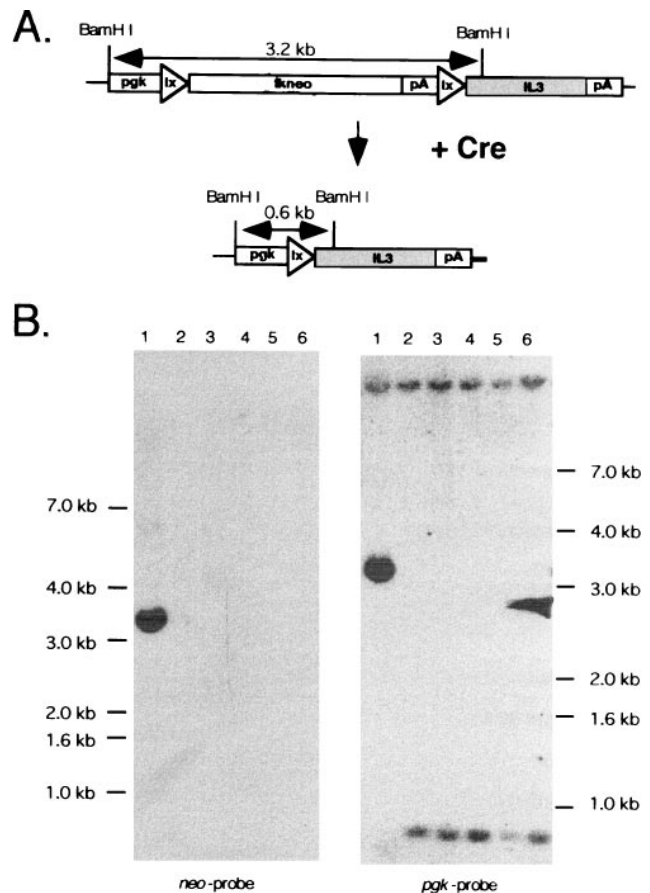 A.
BamH I
BamH I
3.2 kb
pgk
lx
tkneo
pA
lx
IL3
pA
+ Cre
BamH I
BamH I
0.6 kb
pgk
lx
IL3
pA
B.
1 2 3 4 5 6
7.0 kb
4.0 kb
3.0 kb
2.0 kb
1.6 kb
1.0 kb
neo-probe
1 2 3 4 5 6
7.0 kb
4.0 kb
3.0 kb
2.0 kb
1.6 kb
1.0 kb
pgk-probe